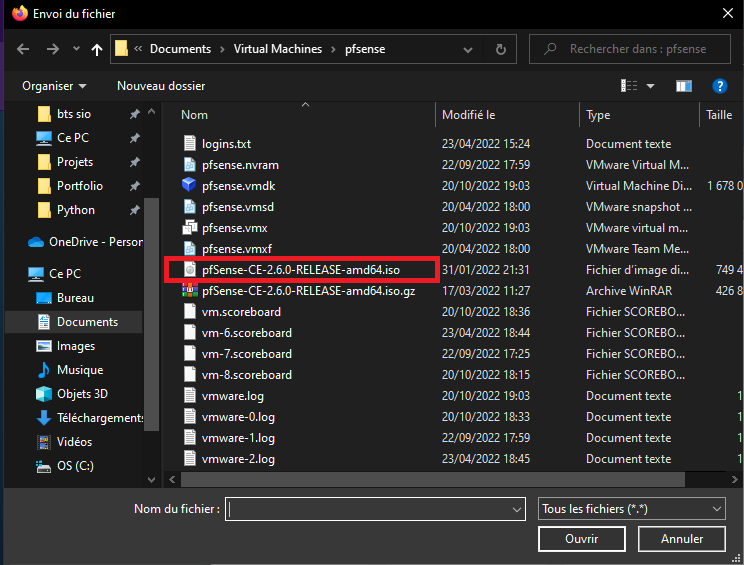 Envoi du fichier
« Documents > Virtual Machines > pfsense
Rechercher dans : pfsense
Organiser
Nouveau dossier
?
bts sio
Ce PC
Projets
Portfolio
Python
OneDrive - Person
Ce PC
Bureau
Documents
Images
Musique
Objets 3D
Téléchargements
Vidéos
OS (C:)
Nom Modifié le Type Taille
logins.txt 23/04/2022 15:24 Document texte
pfsense.nvram 22/09/2022 17:59 VMware Virtual M...
pfsense.vmdk 20/10/2022 19:03 Virtual Machine Di... 1 678 0
pfsense.vmsd 20/04/2022 18:00 VMware snapshot ...
pfsense.vmx 20/10/2022 19:03 VMware Virtual M...
pfsense.vmxf 20/04/2022 18:00 VMware Team Me...
pfSense-CE-2.6.0-RELEASE-amd64.iso 31/01/2022 21:31 Fichier d'image di... 749 4
pfSense-CE-2.6.0-RELEASE-amd64.iso.gz 17/03/2022 11:27 Archive WinRAR 426 8
vm.scoreboard 20/10/2022 18:36 Fichier SCOREBO...
vm-6.scoreboard 23/04/2022 18:44 Fichier SCOREBO...
vm-7.scoreboard 22/09/2022 17:25 Fichier SCOREBO...
vm-8.scoreboard 20/10/2022 18:15 Fichier SCOREBO...
vmware.log 20/10/2022 19:03 Document texte 1
vmware-0.log 20/10/2022 18:33 Document texte 1
vmware-1.log 22/09/2022 17:59 Document texte 1
vmware-2.log 23/04/2022 18:45 Document texte 1
Nom du fichier :
Tous les fichiers (*.*)
Ouvrir
Annuler